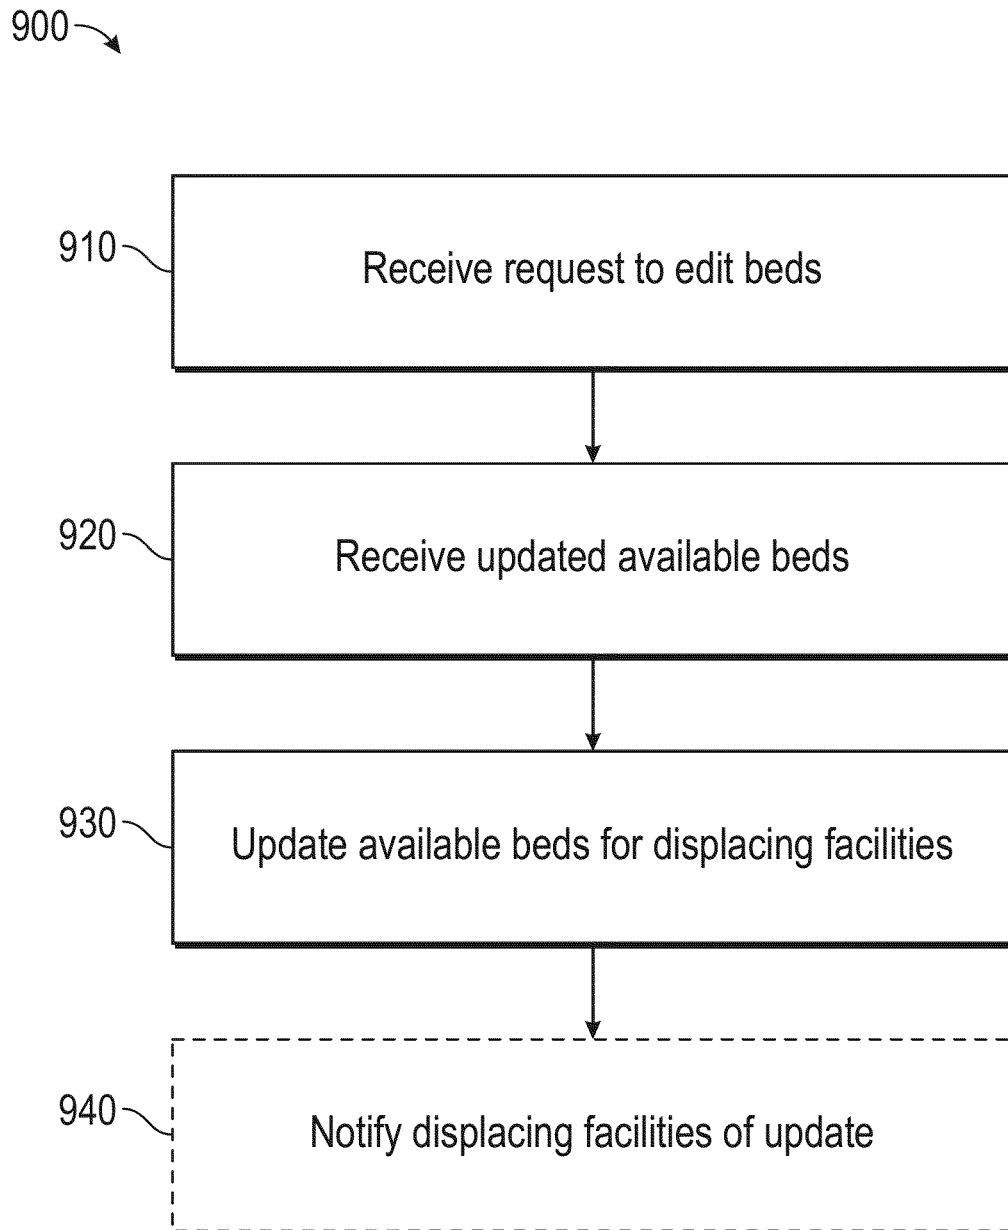 900
910
Receive request to edit beds
920
Receive updated available beds
930
Update available beds for displacing facilities
940
Notify displacing facilities of update